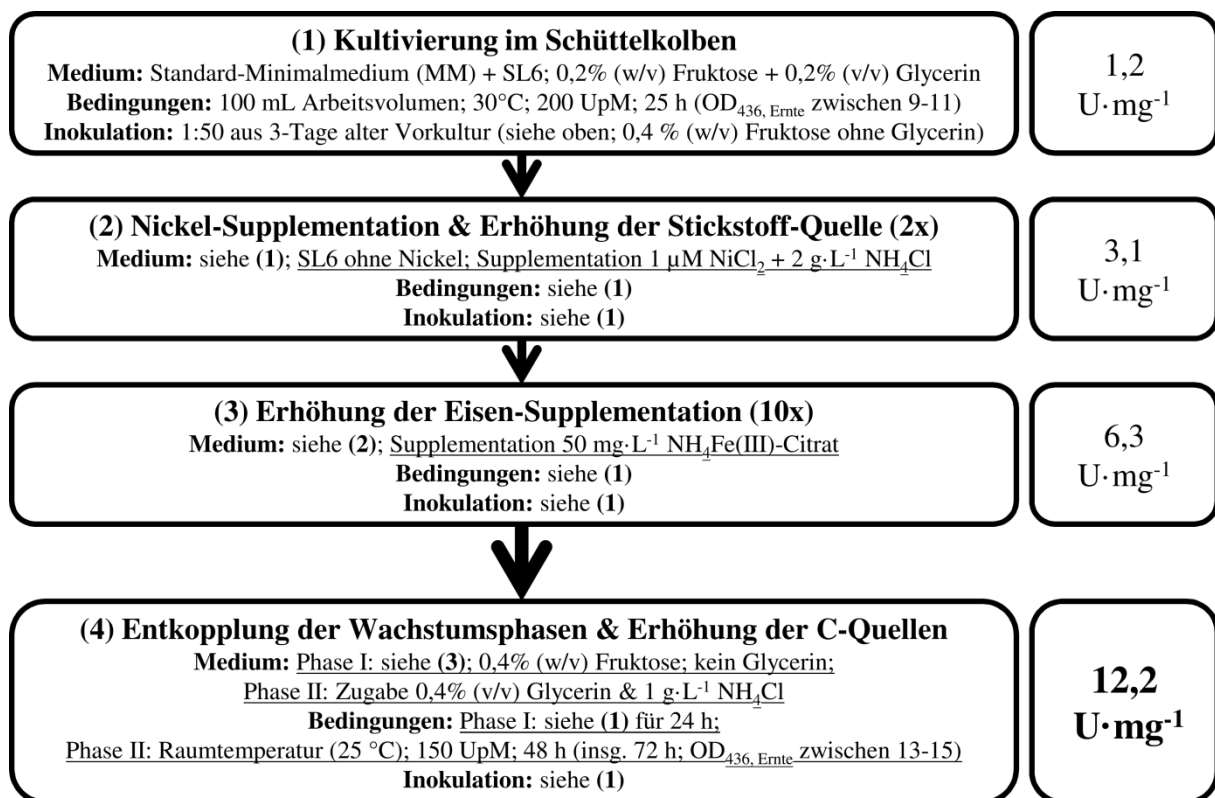 (1) Kultivierung im Schüttelkolben
Medium: Standard-Minimalmedium (MM) + SL6; 0,2% (w/v) Fruktose + 0,2% (v/v) Glycerin
Bedingungen: 100 mL Arbeitsvolumen; 30°C; 200 UpM; 25 h (OD436, Ernte zwischen 9-11)
Inokulation: 1:50 aus 3-Tage alter Vorkultur (siehe oben; 0,4 % (w/v) Fruktose ohne Glycerin)
1,2
U·mg-1
(2) Nickel-Supplementation & Erhöhung der Stickstoff-Quelle (2x)
Medium: siehe (1); SL6 ohne Nickel; Supplementation 1 µM NiCl2 + 2 g·L-1 NH4Cl
Bedingungen: siehe (1)
Inokulation: siehe (1)
3,1
U·mg-1
(3) Erhöhung der Eisen-Supplementation (10x)
Medium: siehe (2); Supplementation 50 mg·L-1 NH4Fe(III)-Citrat
Bedingungen: siehe (1)
Inokulation: siehe (1)
6,3
U·mg-1
(4) Entkopplung der Wachstumsphasen & Erhöhung der C-Quellen
Medium: Phase I: siehe (3); 0,4% (w/v) Fruktose; kein Glycerin;
Phase II: Zugabe 0,4% (v/v) Glycerin & 1 g·L-1 NH4Cl
Bedingungen: Phase I: siehe (1) für 24 h;
Phase II: Raumtemperatur (25 °C); 150 UpM; 48 h (insg. 72 h; OD436, Ernte zwischen 13-15)
Inokulation: siehe (1)
12,2
U·mg-1